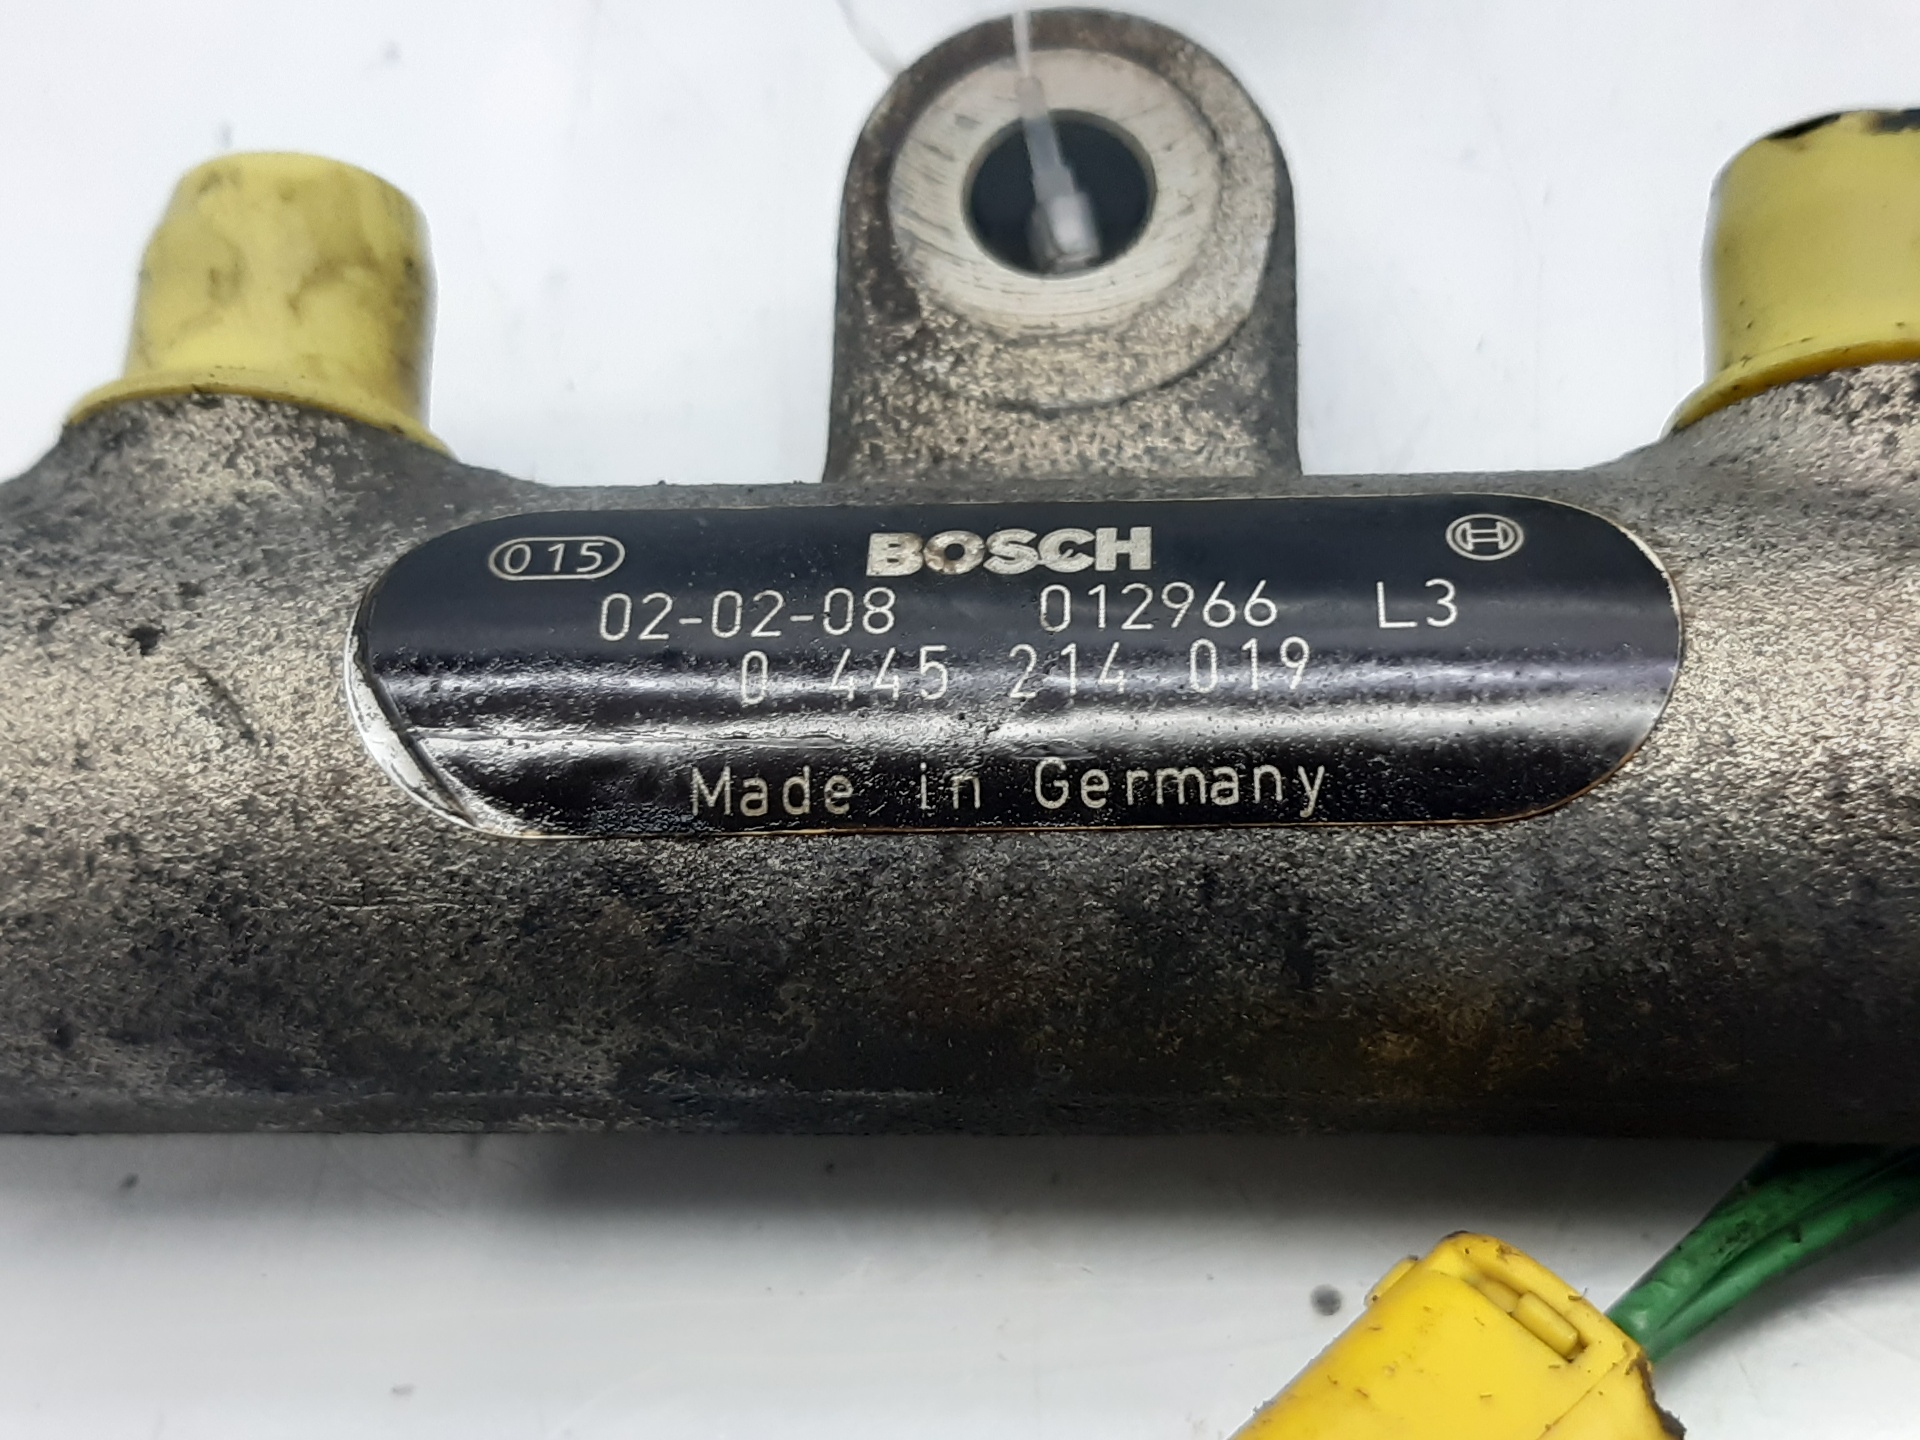 015 BOSCH
02-02-08 012966 L3
0 445 214 019
Made in Germany